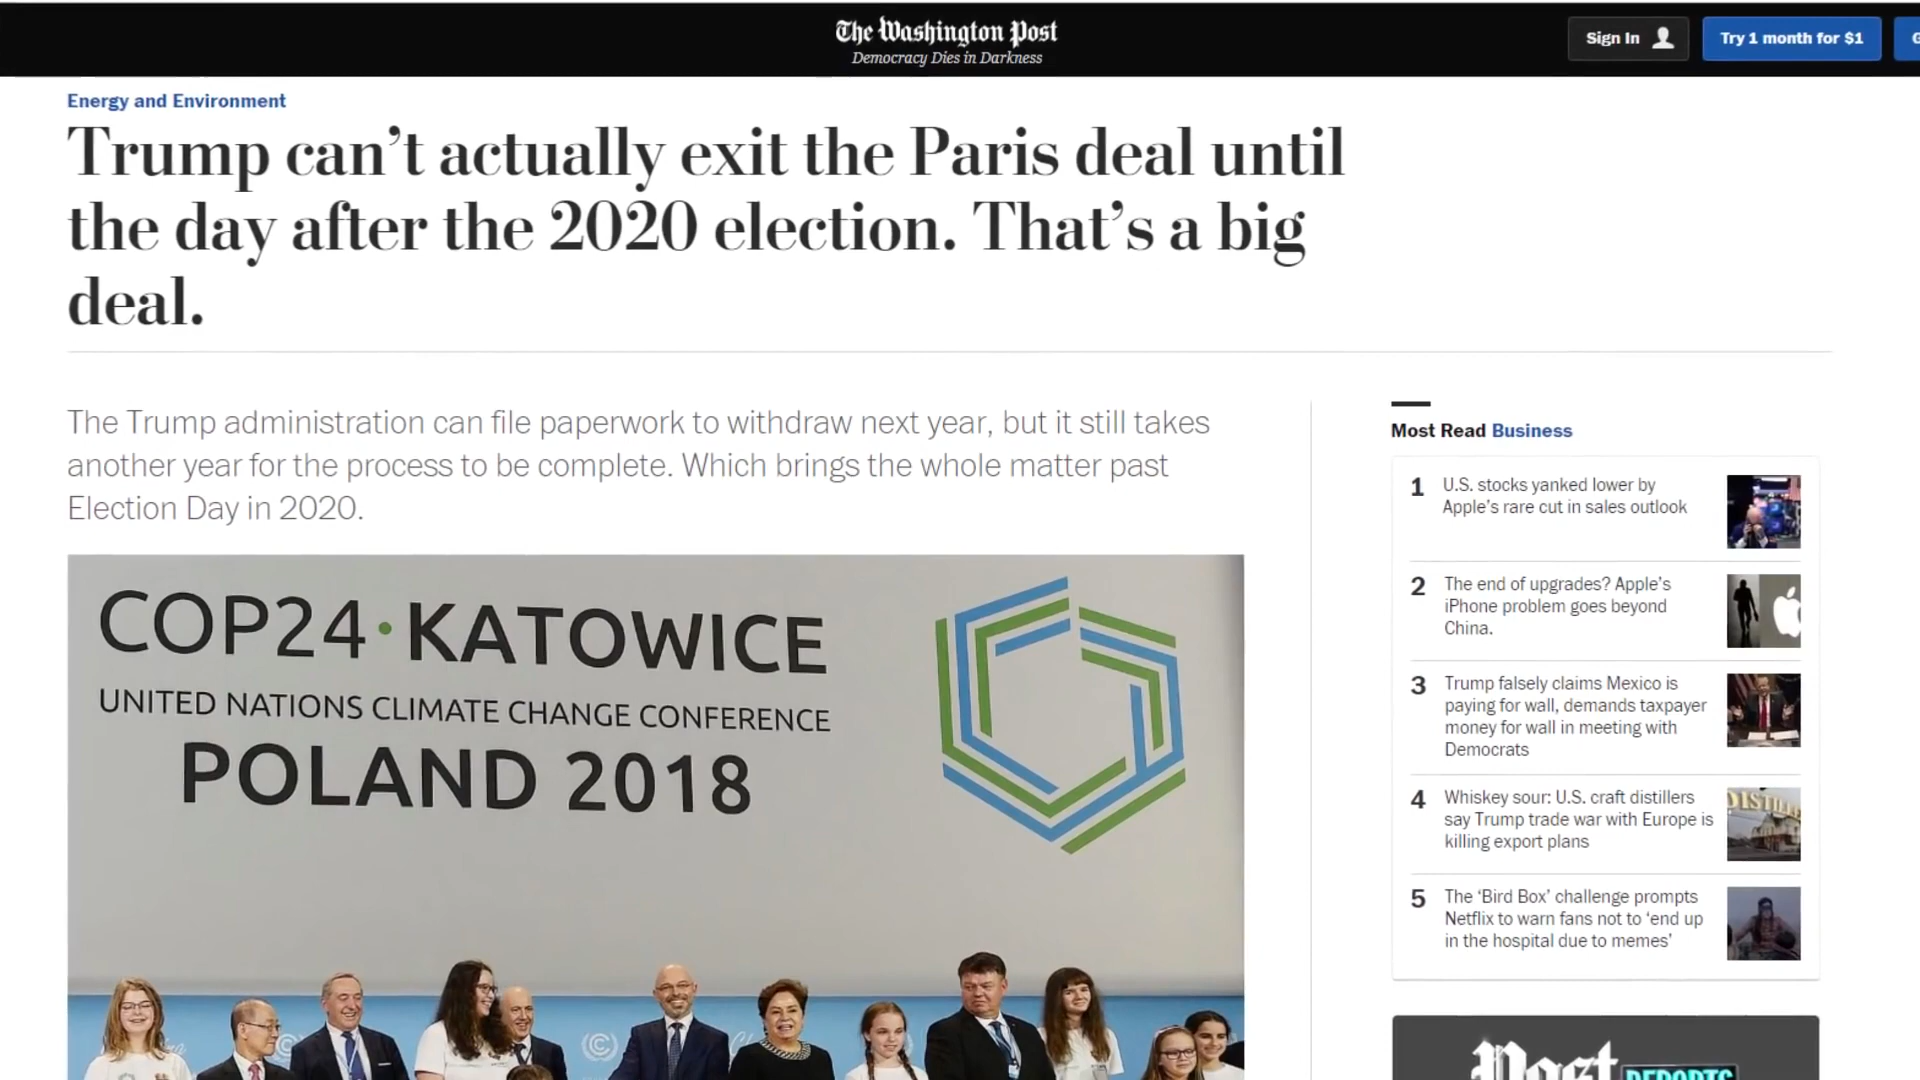 The Washington Post
Democracy Dies in Darkness
Sign In
Try 1 month for $1
Energy and Environment
Trump can’t actually exit the Paris deal until
the day after the 2020 election. That’s a big
deal.
The Trump administration can file paperwork to withdraw next year, but it still takes
another year for the process to be complete. Which brings the whole matter past
Election Day in 2020.
COP24·KATOWICE
UNITED NATIONS CLIMATE CHANGE CONFERENCE
POLAND 2018
Most Read Business
1 U.S. stocks yanked lower by
Apple’s rare cut in sales outlook
2 The end of upgrades? Apple’s
iPhone problem goes beyond
China.
3 Trump falsely claims Mexico is
paying for wall, demands taxpayer
money for wall in meeting with
Democrats
4 Whiskey sour: U.S. craft distillers
say Trump trade war with Europe is
killing export plans
5 The ‘Bird Box’ challenge prompts
Netflix to warn fans not to ‘end up
in the hospital due to memes’
Post REPORTS